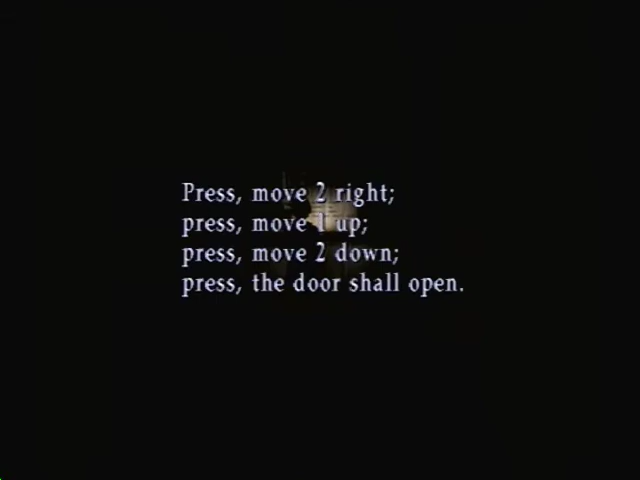 Press, move 2 right;
press, move 1 up;
press, move 2 down;
press, the door shall open.